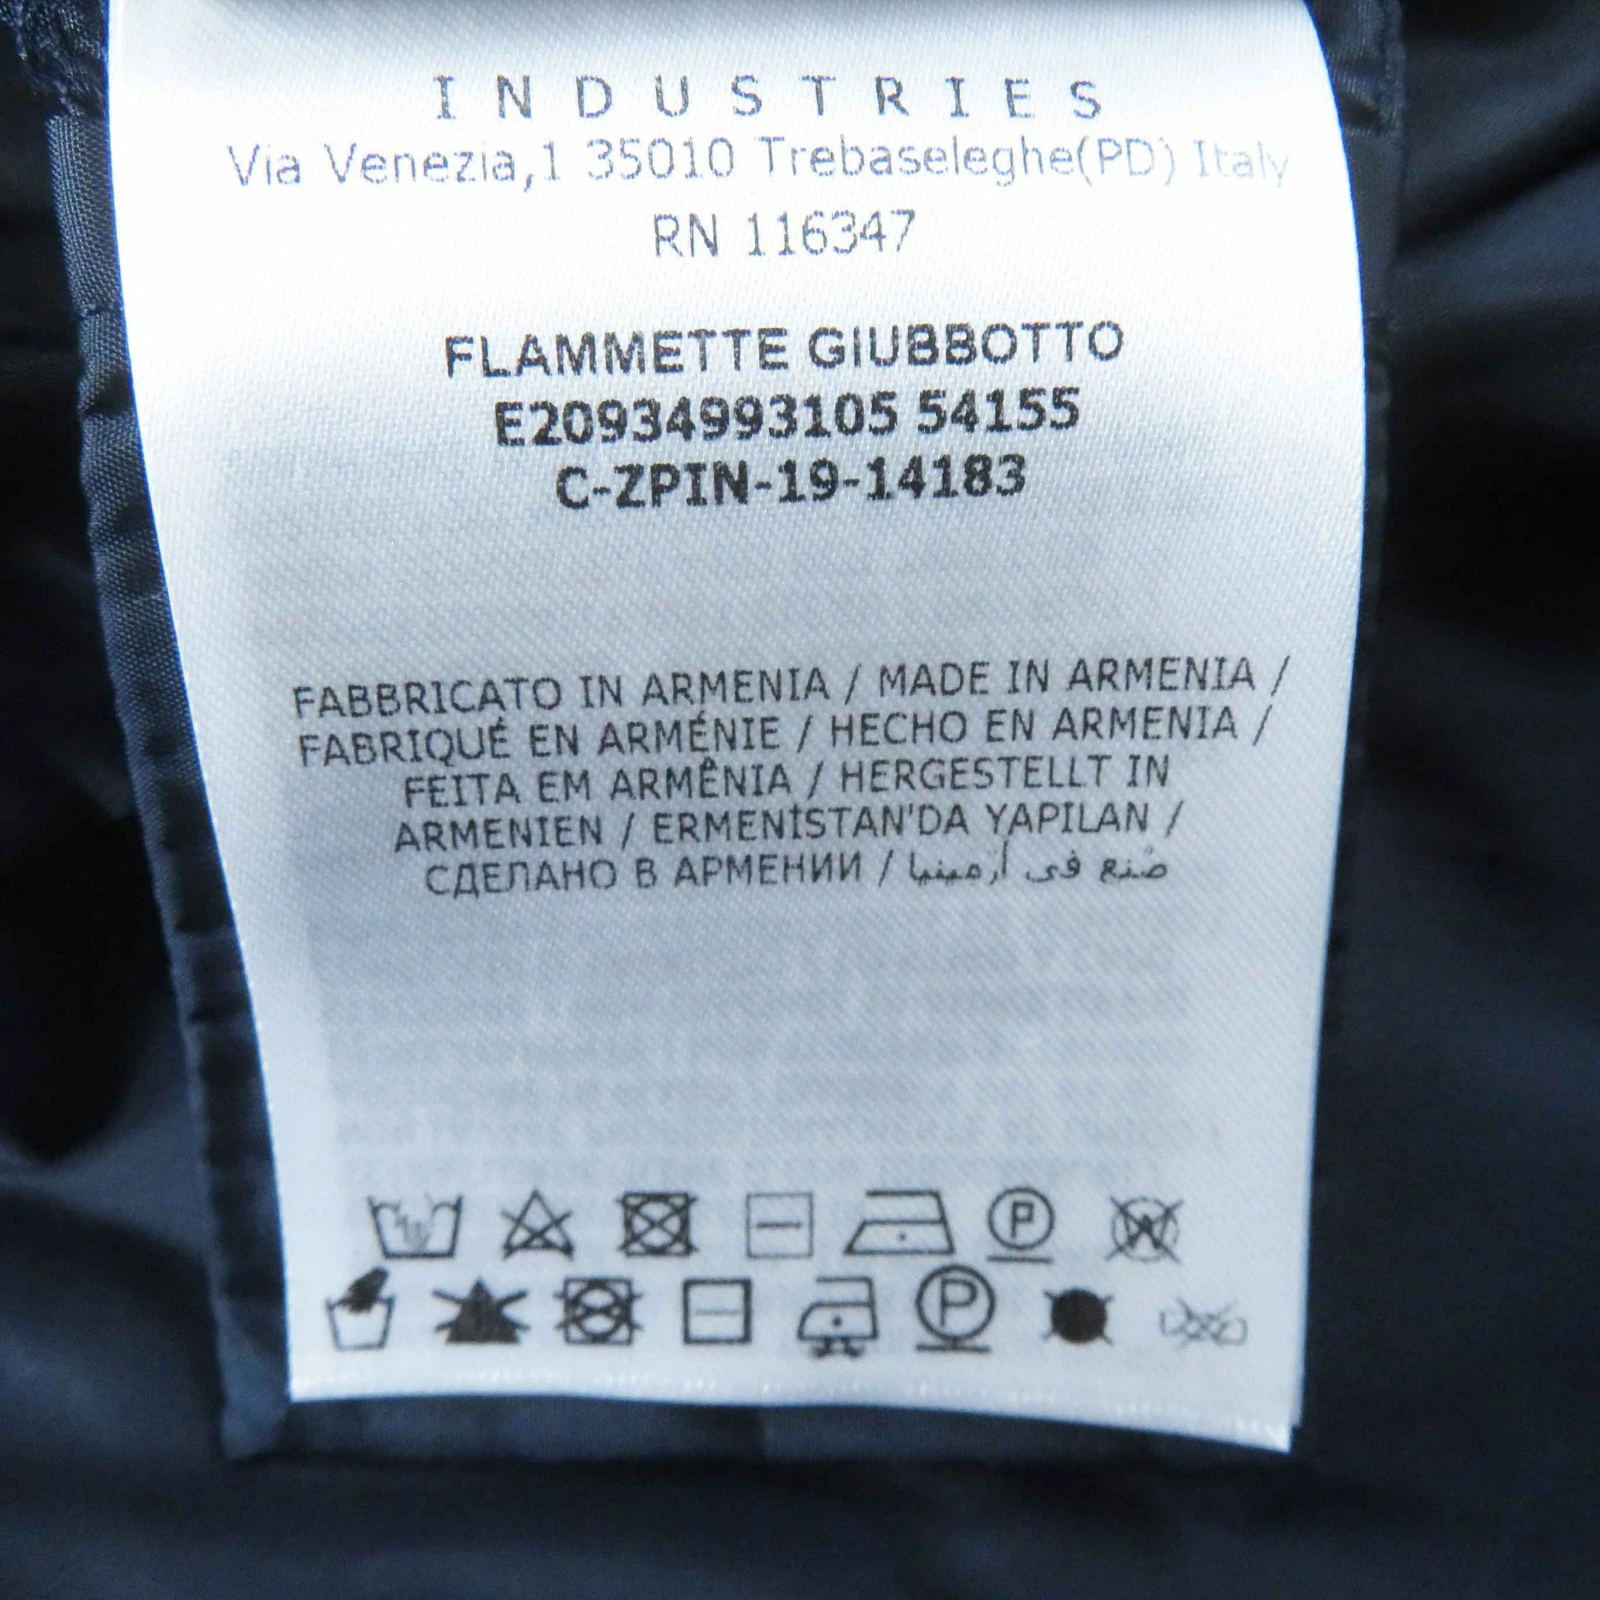 INDUSTRIES
Via Venezia,1 35010 Trebaseleghe(PD) Italy
RN 116347
FLAMMETTE GIUBBOTTO
E20934993105 54155
C-ZPIN-19-14183
FABBRICATO IN ARMENIA / MADE IN ARMENIA /
FABRIQUÉ EN ARMÉNIE / HECHO EN ARMENIA /
FEITA EM ARMÊNIA / HERGESTELLT IN
ARMENIEN / ERMENİSTAN'DA YAPILAN /
СДЕЛАНО В АРМЕНИИ / صُنع في أرمينيا
P W
P